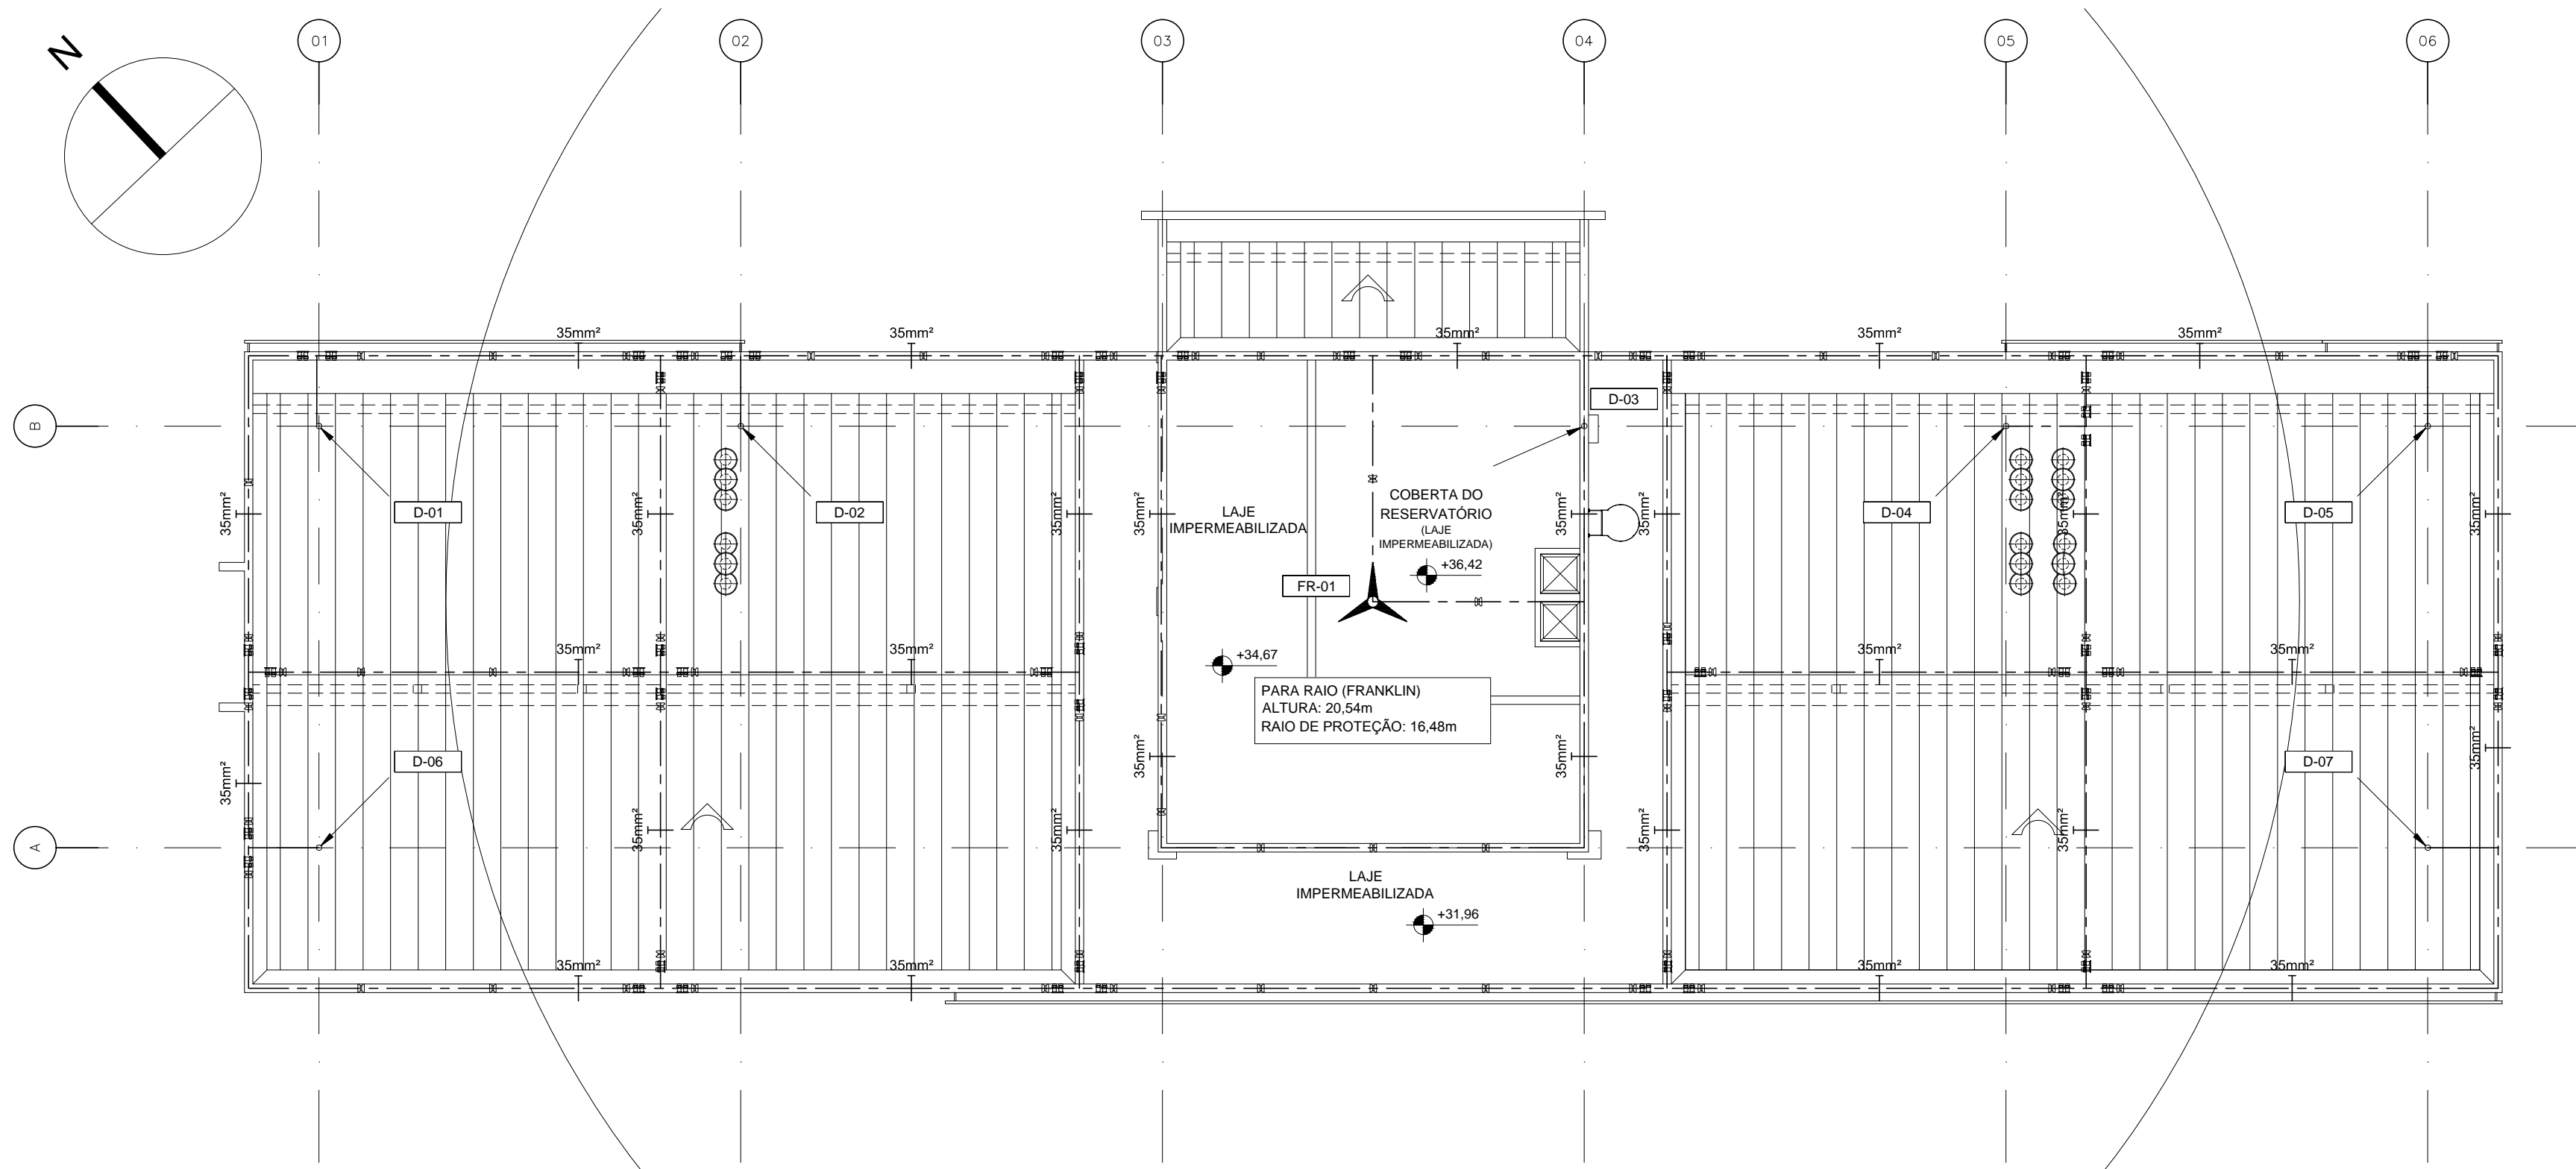 N
01
02
03
04
05
06
35mm²
35mm²
35mm²
35mm²
35mm²
D-03
B
COBERTA DO
RESERVATÓRIO
(LAJE
IMPERMEABILIZADA)
LAJE
IMPERMEABILIZADA
D-01
D-02
D-04
D-05
35mm²
35mm²
35mm²
35mm²
35mm²
35mm²
35mm²
35mm²
+36,42
FR-01
35mm²
35mm²
35mm²
35mm²
+34,67
PARA RAIO (FRANKLIN)
ALTURA: 20,54m
RAIO DE PROTEÇÃO: 16,48m
D-06
D-07
35mm²
35mm²
35mm²
35mm²
35mm²
35mm²
35mm²
35mm²
A
LAJE
IMPERMEABILIZADA
+31,96
35mm²
35mm²
35mm²
35mm²